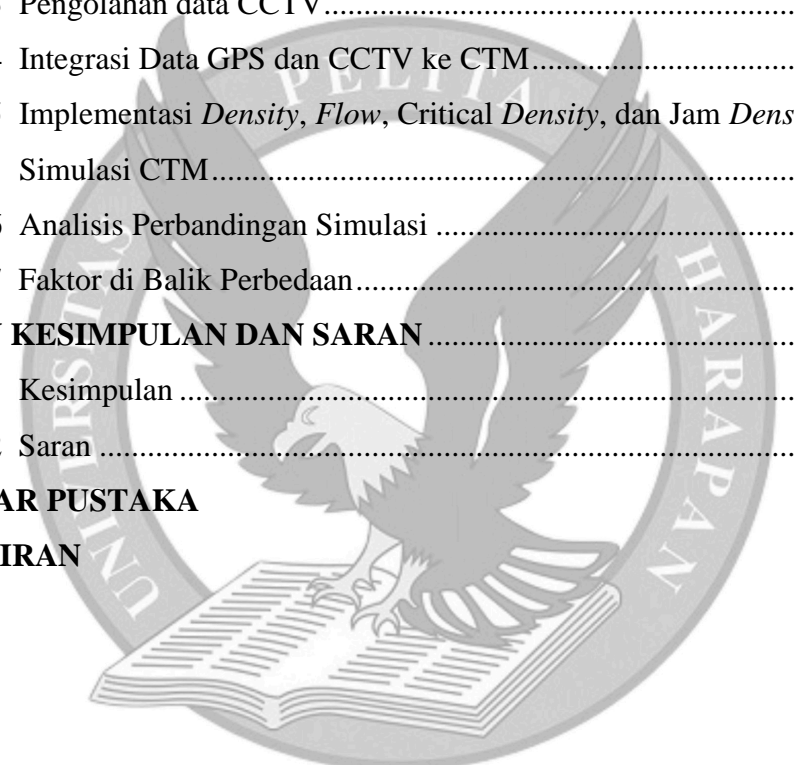 Pengolahan data CCTV..........................................................
Integrasi Data GPS dan CCTV ke CTM................................
Implementasi Density, Flow, Critical Density, dan Jam Dens
Simulasi CTM.........................................................................
Analisis Perbandingan Simulasi ............................................
Faktor di Balik Perbedaan......................................................
KESIMPULAN DAN SARAN .............................................
Kesimpulan ............................................................................
Saran ......................................................................................
AR PUSTAKA
IRAN
UNIVERSITAS PELITA HARAPAN